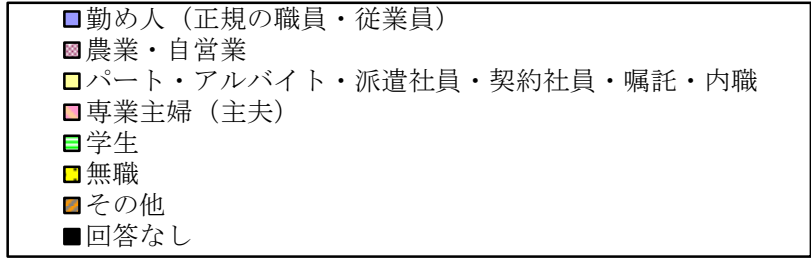 勤め人（正規の職員・従業員）
農業・自営業
パート・アルバイト・派遣社員・契約社員・嘱託・内職
専業主婦（主夫）
学生
無職
その他
回答なし